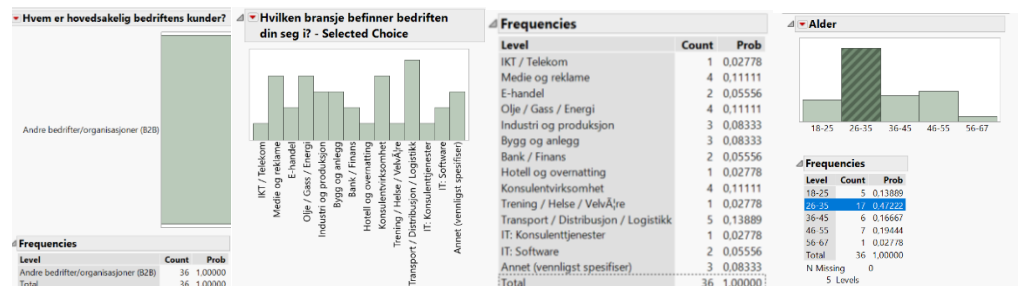 Hvem er hovedsakelig bedriftens kunder?
Andre bedrifter/organisasjoner (B2B)
Frequencies
Level Count Prob
Andre bedrifter/organisasjoner (B2B) 36 1,00000
Total 36 1,00000
Hvilken bransje befinner bedriften
din seg i? - Selected Choice
IKT / Telekom
Medie og reklame
E-handel
Olje / Gass / Energi
Industri og produksjon
Bygg og anlegg
Bank / Finans
Hotell og overnatting
Konsulentvirksomhet
Trening / Helse / VelvÃ¦re
Transport / Distribusjon / Logistikk
IT: Konsulenttjenester
IT: Software
Annet (vennligst spesifiser)
Frequencies
Level Count Prob
IKT / Telekom 1 0,02778
Medie og reklame 4 0,11111
E-handel 2 0,05556
Olje / Gass / Energi 4 0,11111
Industri og produksjon 3 0,08333
Bygg og anlegg 3 0,08333
Bank / Finans 2 0,05556
Hotell og overnatting 1 0,02778
Konsulentvirksomhet 4 0,11111
Trening / Helse / VelvÃ¦re 1 0,02778
Transport / Distribusjon / Logistikk 5 0,13889
IT: Konsulenttjenester 1 0,02778
IT: Software 2 0,05556
Annet (vennligst spesifiser) 3 0,08333
Total 36 1,00000
Alder
18-25 26-35 36-45 46-55 56-67
Frequencies
Level Count Prob
18-25 5 0,13889
26-35 17 0,47222
36-45 6 0,16667
46-55 7 0,19444
56-67 1 0,02778
Total 36 1,00000
N Missing 0
5 Levels